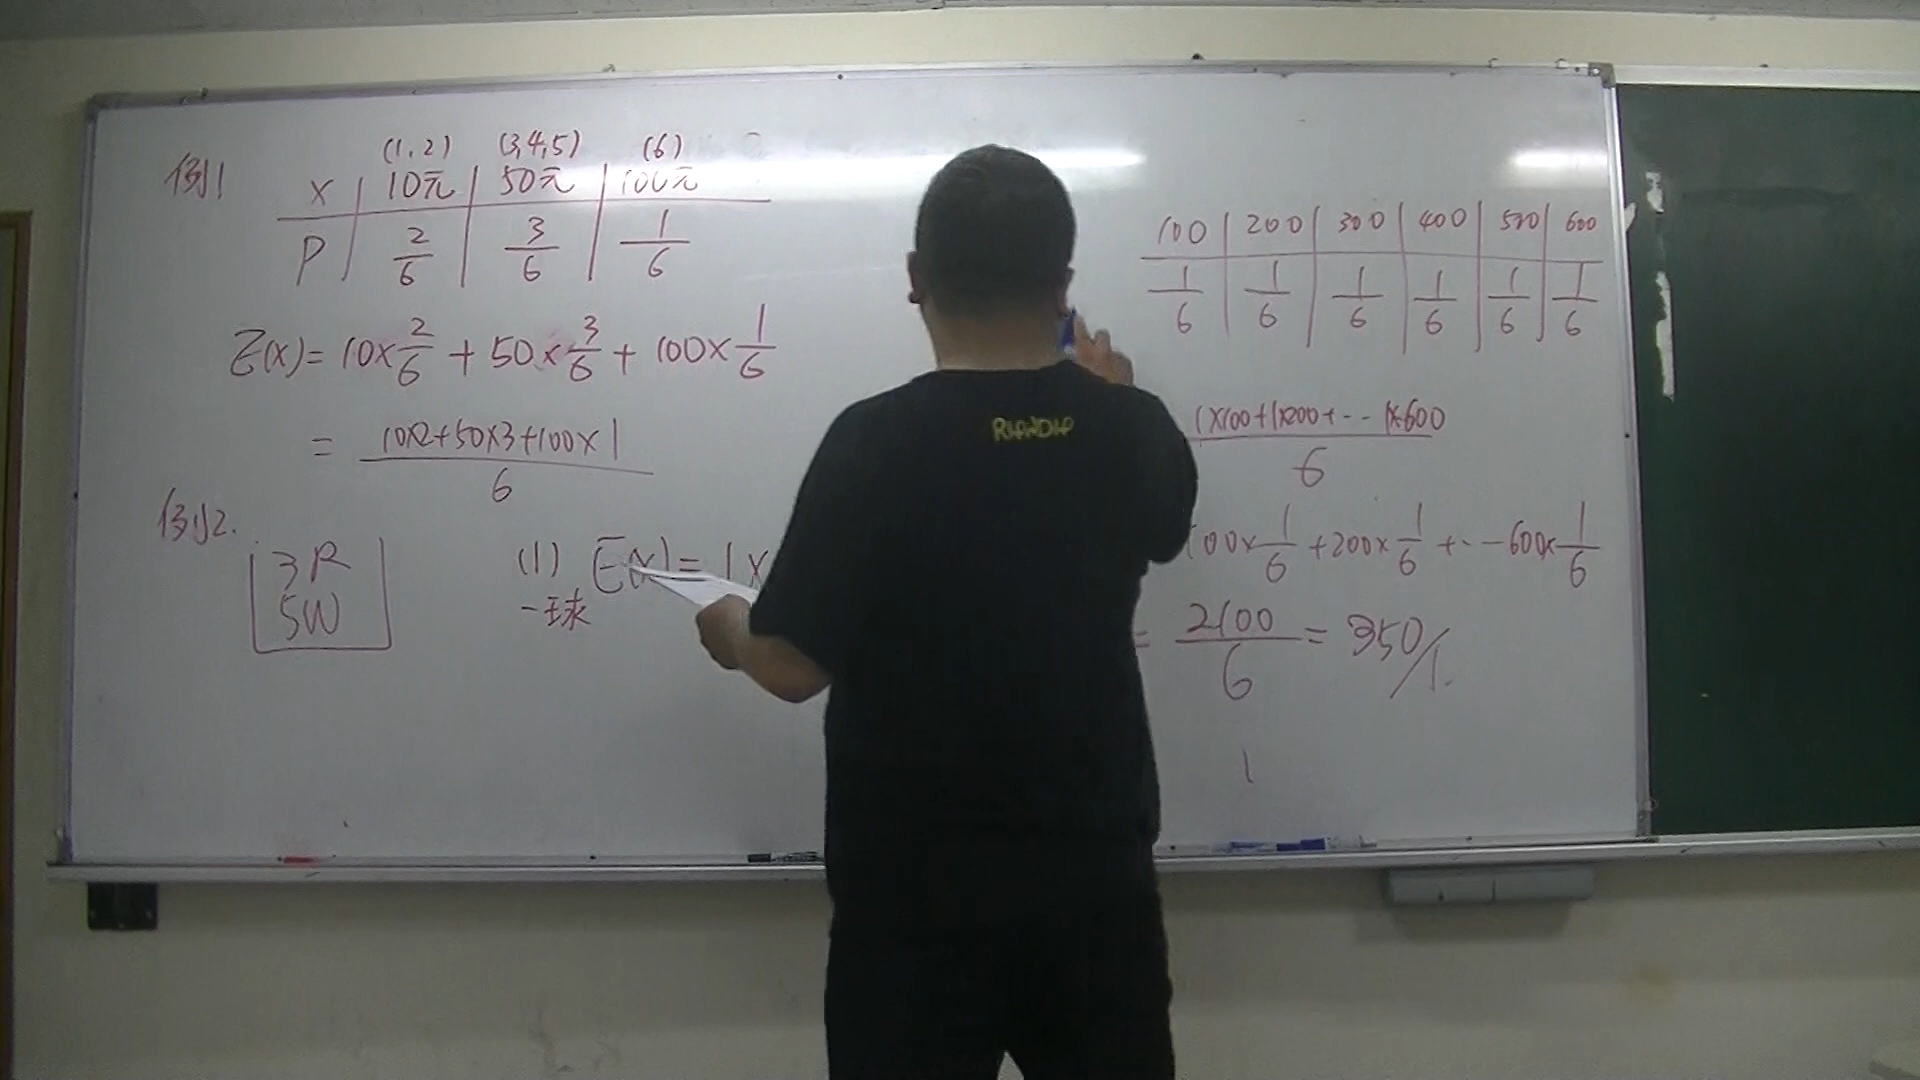 例1
(1,2) (3,4,5) (6)
X 10元 50元 100元
P 2/6 3/6 1/6
E(X)= 10×2/6 + 50×3/6 + 100×1/6
= (10×2+50×3+100×1)/6
例2.
3R
5W
(1) E(X)= 1×
一球
RHNDHP
100 200 300 400 500 600
1/6 1/6 1/6 1/6 1/6 1/6
(1×100+1×200+--1×600)/6
100×1/6 +200×1/6 +--600×1/6
= 2100/6 = 350
1